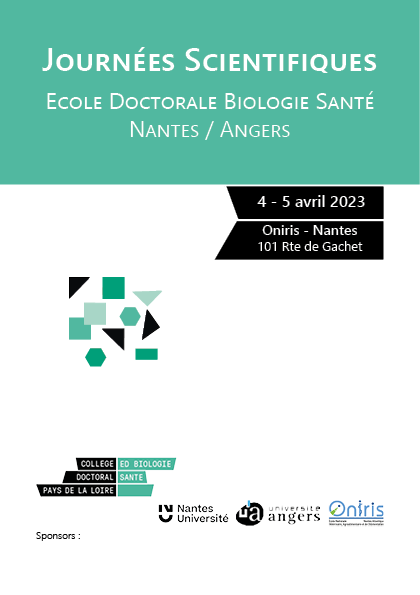 Journées Scientifiques
Ecole Doctorale Biologie Santé
Nantes / Angers
4 - 5 avril 2023
Oniris - Nantes
101 Rte de Gachet
COLLEGE ED BIOLOGIE
DOCTORAL SANTE
PAYS DE LA LOIRE
Nantes
Université
ua
université
angers
Oniris
Sponsors :